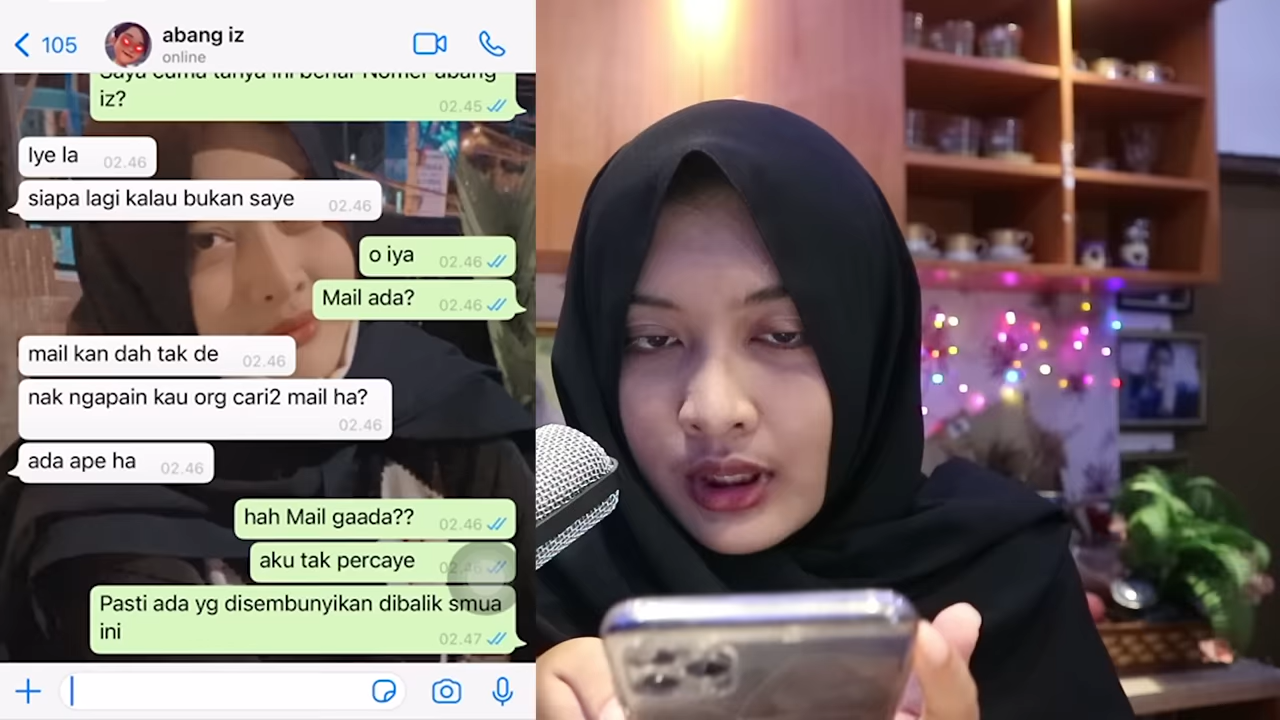 105
abang iz
online
Saya cuma tanya ini benar Nomer abang
iz?
02.45
Iye la
02.46
siapa lagi kalau bukan saye
02.46
o iya
02.46
Mail ada?
02.46
mail kan dah tak de
02.46
nak ngapain kau org cari2 mail ha?
02.46
ada ape ha
02.46
hah Mail gaada??
02.46
aku tak percaye
02.46
Pasti ada yg disembunyikan dibalik smua
ini
02.47